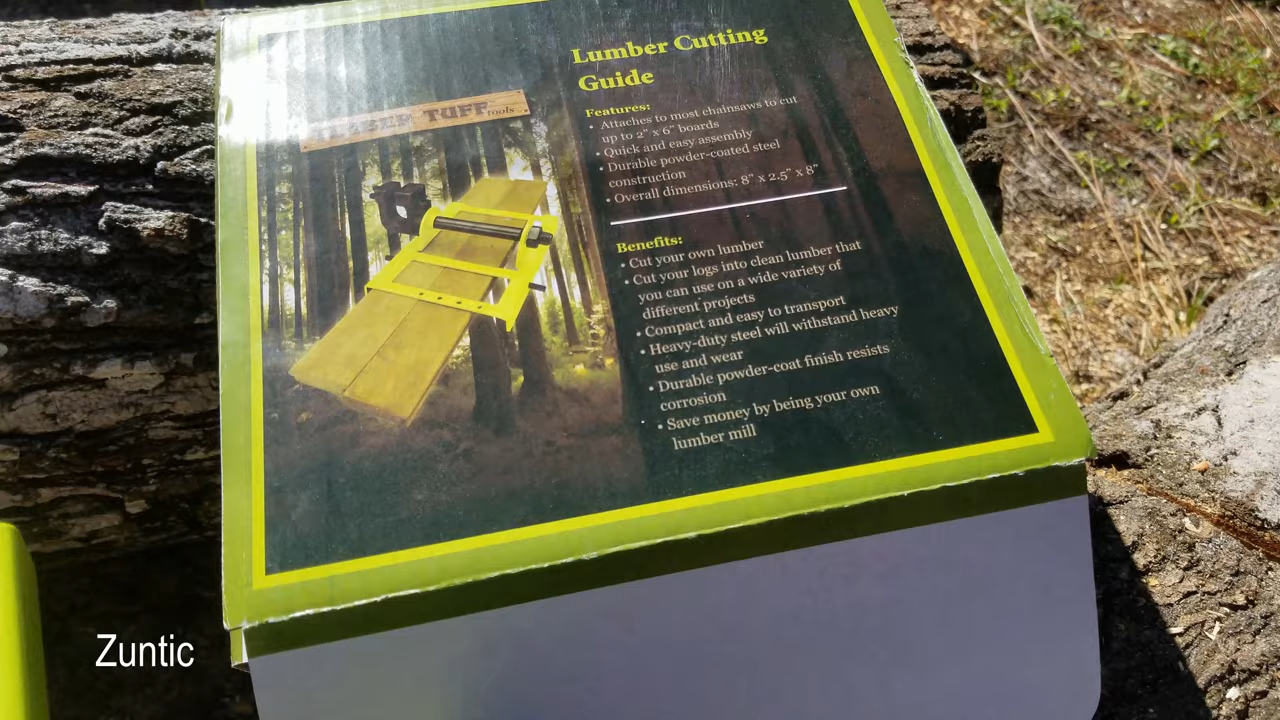 Lumber Cutting
Guide
TIMBER TUFF tools
Features:
• Attaches to most chainsaws to cut
up to 2" x 6" boards
• Quick and easy assembly
• Durable powder-coated steel
construction
• Overall dimensions: 8" x 2.5" x 8"
Benefits:
• Cut your own lumber
• Cut your logs into clean lumber that
you can use on a wide variety of
different projects
• Compact and easy to transport
• Heavy-duty steel will withstand heavy
use and wear
• Durable powder-coat finish resists
corrosion
• Save money by being your own
lumber mill
Zuntic